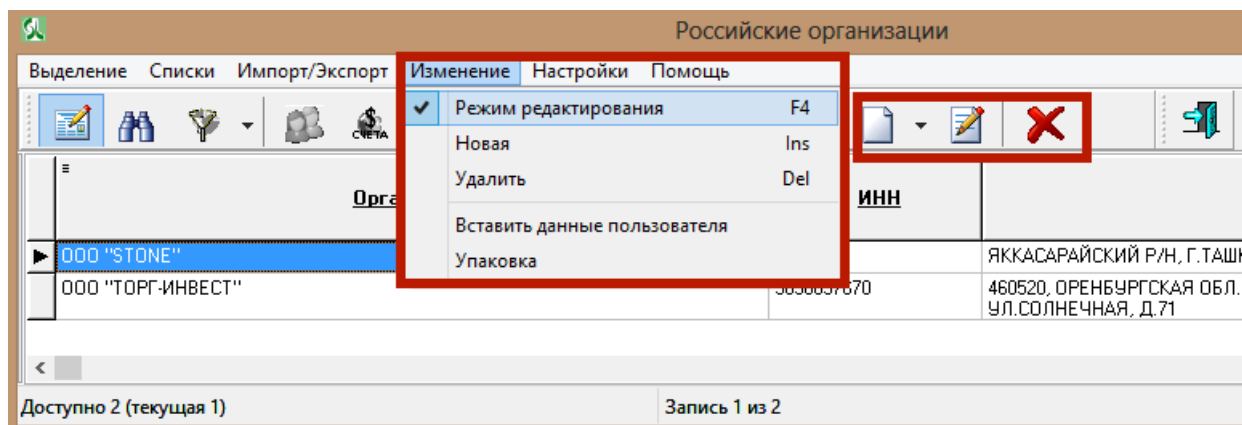 Российские организации
Выделение Списки Импорт/Экспорт Изменение Настройки Помощь
Режим редактирования F4
СЧЕТА
Новая Ins
Удалить Del
Вставить данные пользователя
Упаковка
Орга ИНН
ООО "STONE" ЯККАСАРАЙСКИЙ Р/Н, Г.ТАШ
ООО "ТОРГ-ИНВЕСТ" 460520, ОРЕНБУРГСКАЯ ОБЛ.
УЛ.СОЛНЕЧНАЯ, Д.71
Доступно 2 (текущая 1) Запись 1 из 2